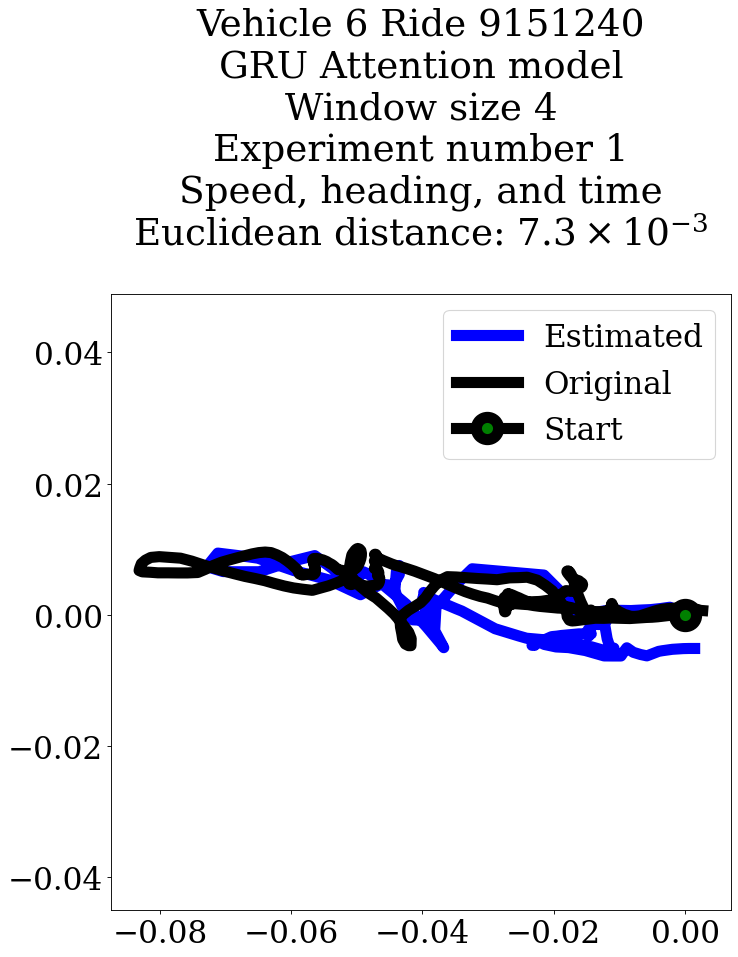 Vehicle 6 Ride 9151240
GRU Attention model
Window size 4
Experiment number 1
Speed, heading, and time
Euclidean distance: 7.3 × 10⁻³
Estimated
Original
Start
0.04
0.02
0.00
−0.02
−0.04
−0.08
−0.06
−0.04
−0.02
0.00